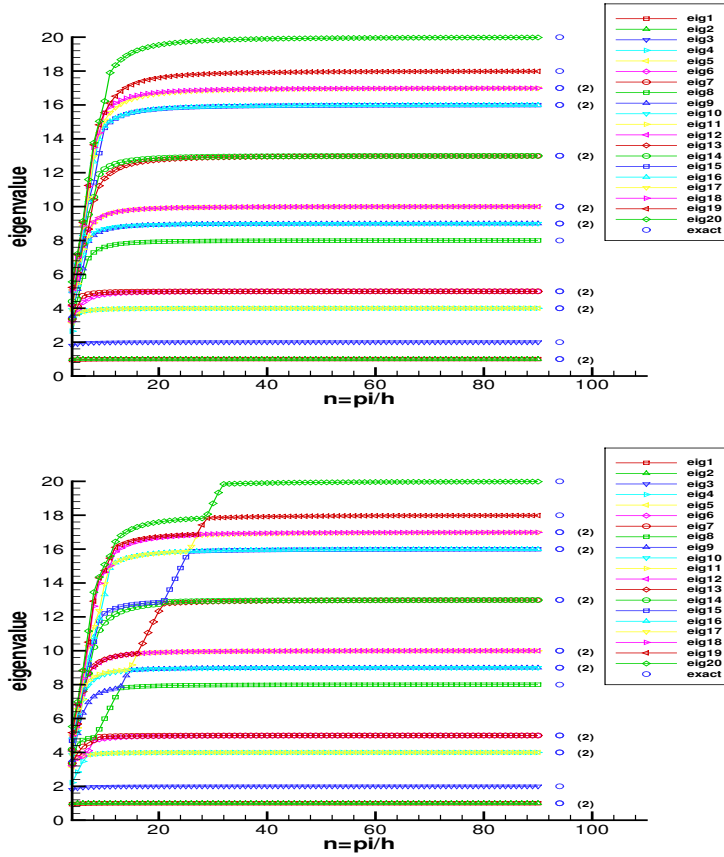 eigenvalue
20
18
16
14
12
10
8
6
4
2
0
(2)
(2)
(2)
(2)
(2)
(2)
(2)
(2)
20
40
60
80
100
n=pi/h
eig1
eig2
eig3
eig4
eig5
eig6
eig7
eig8
eig9
eig10
eig11
eig12
eig13
eig14
eig15
eig16
eig17
eig18
eig19
eig20
exact
eigenvalue
20
18
16
14
12
10
8
6
4
2
0
(2)
(2)
(2)
(2)
(2)
(2)
(2)
(2)
20
40
60
80
100
n=pi/h
eig1
eig2
eig3
eig4
eig5
eig6
eig7
eig8
eig9
eig10
eig11
eig12
eig13
eig14
eig15
eig16
eig17
eig18
eig19
eig20
exact